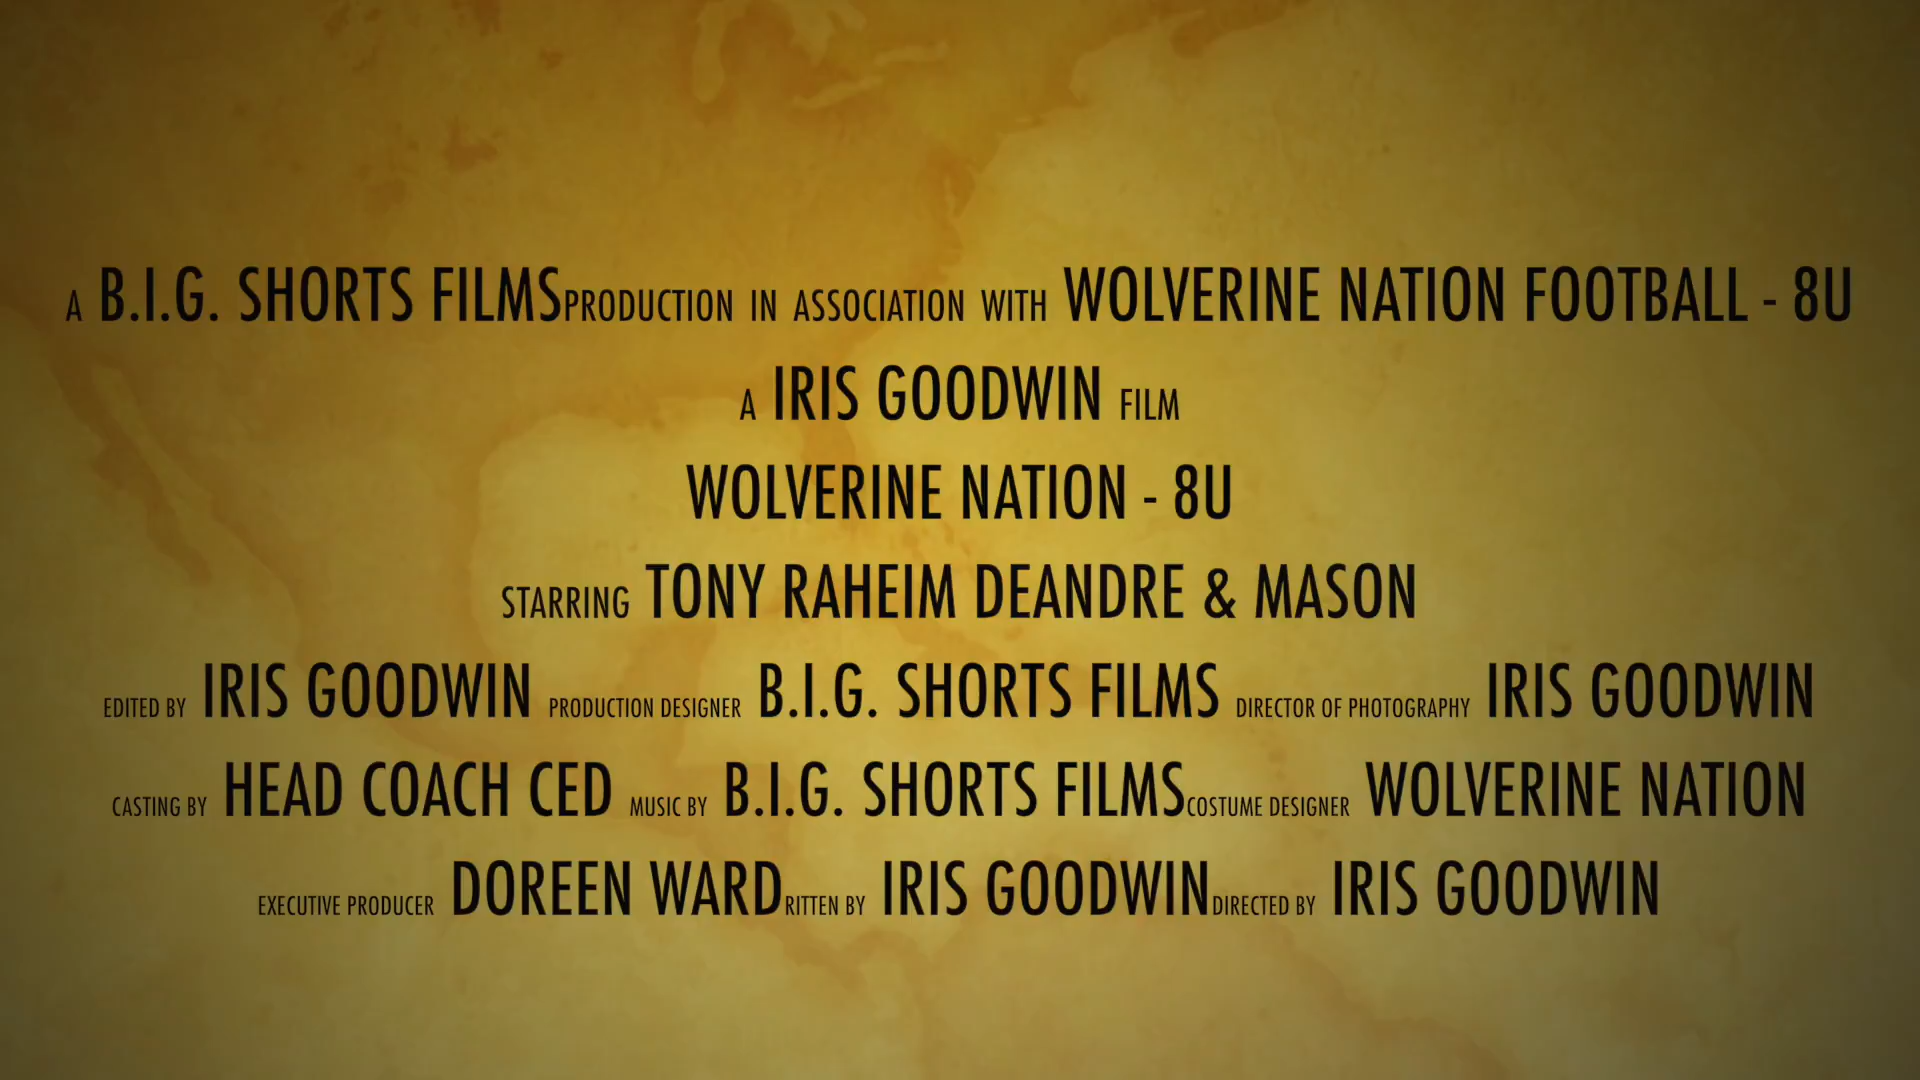 A B.I.G. SHORTS FILMSPRODUCTION IN ASSOCIATION WITH WOLVERINE NATION FOOTBALL - 8U
A IRIS GOODWIN FILM
WOLVERINE NATION - 8U
STARRING TONY RAHEIM DEANDRE & MASON
EDITED BY IRIS GOODWIN PRODUCTION DESIGNER B.I.G. SHORTS FILMS DIRECTOR OF PHOTOGRAPHY IRIS GOODWIN
CASTING BY HEAD COACH CED MUSIC BY B.I.G. SHORTS FILMSCOSTUME DESIGNER WOLVERINE NATION
EXECUTIVE PRODUCER DOREEN WARDRITTEN BY IRIS GOODWINDIRECTED BY IRIS GOODWIN